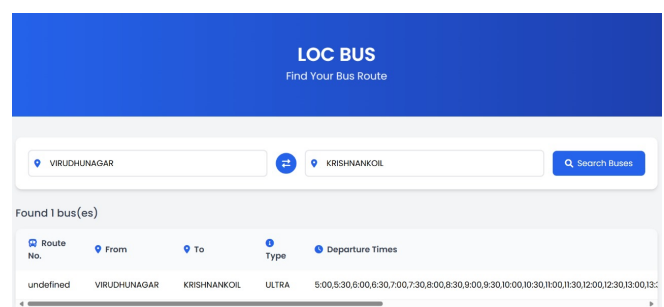 LOC BUS
Find Your Bus Route
VIRUDHUNAGAR
KRISHNANKOIL
Search Buses
Found 1 bus(es)
Route No. From To Type Departure Times
undefined VIRUDHUNAGAR KRISHNANKOIL ULTRA 5:00,5:30,6:00,6:30,7:00,7:30,8:00,8:30,9:00,9:30,10:00,10:30,11:00,11:30,12:00,12:30,13:00,13: